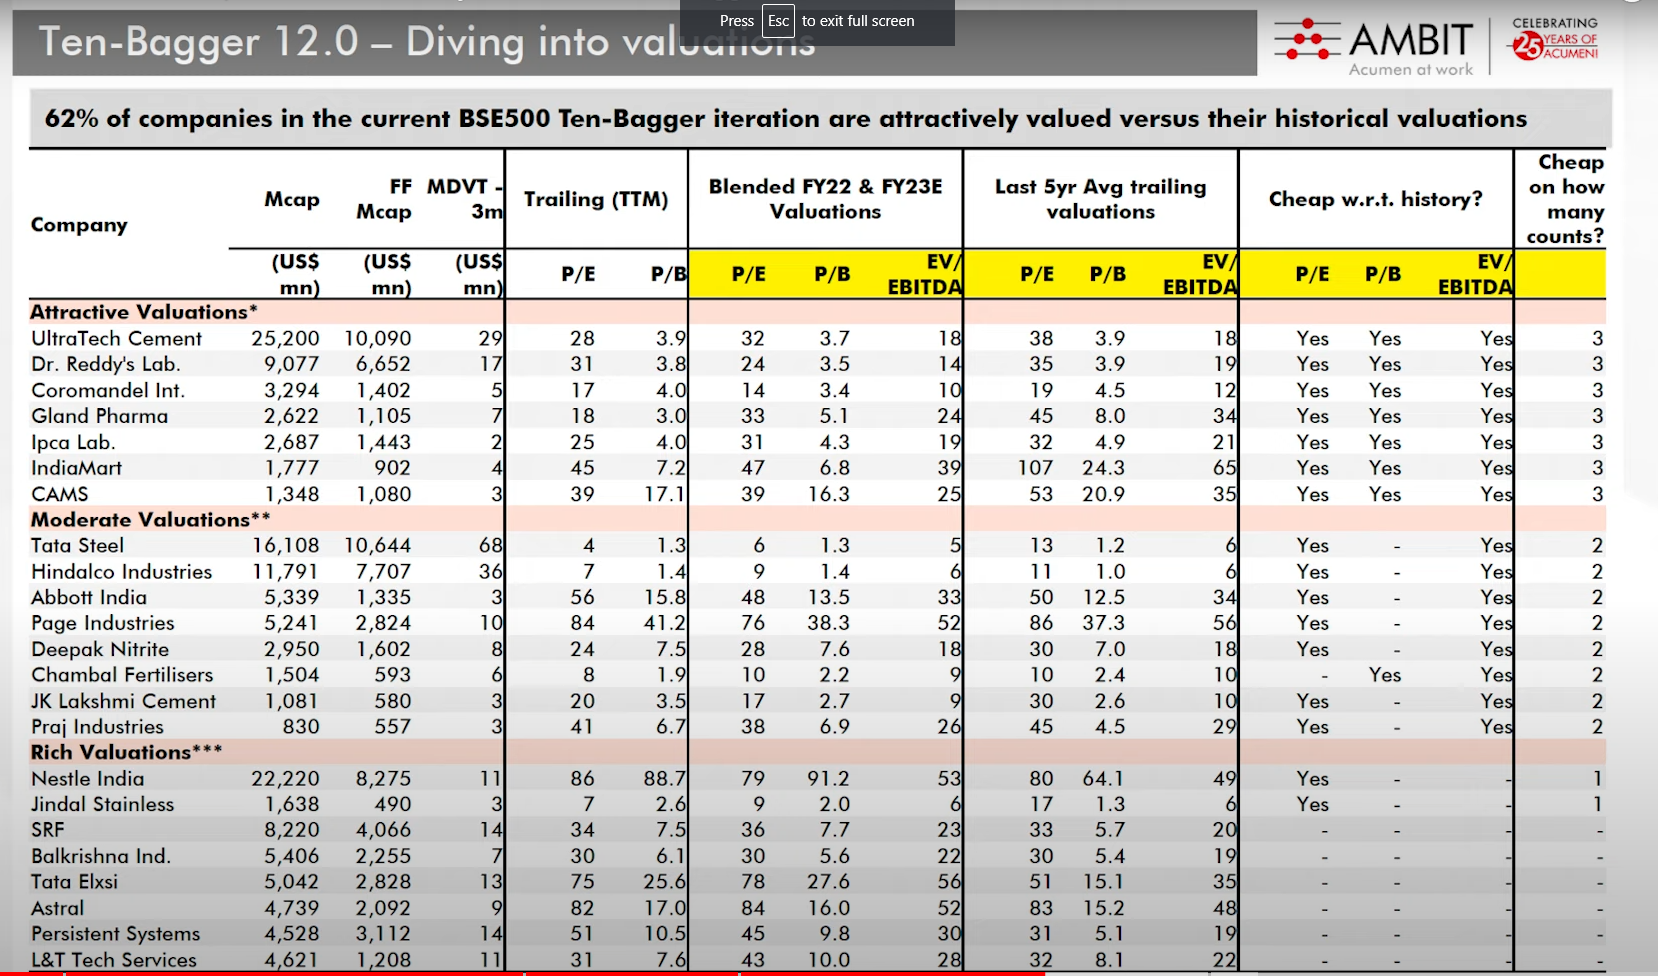 Press Esc to exit full screen
Ten-Bagger 12.0 – Diving into valuations
AMBIT
Acumen at work
CELEBRATING
25 YEARS OF
ACUMEN!
62% of companies in the current BSE500 Ten-Bagger iteration are attractively valued versus their historical valuations
Company Mcap FF Mcap MDVT - 3m Trailing (TTM) Blended FY22 & FY23E Valuations Last 5yr Avg trailing valuations Cheap w.r.t. history? Cheap on how many counts?
(US$ mn) (US$ mn) (US$ mn) P/E P/B P/E P/B EV/ EBITDA P/E P/B EV/ EBITDA P/E P/B EV/ EBITDA
Attractive Valuations*
UltraTech Cement 25,200 10,090 29 28 3.9 32 3.7 18 38 3.9 18 Yes Yes Yes 3
Dr. Reddy's Lab. 9,077 6,652 17 31 3.8 24 3.5 14 35 3.9 19 Yes Yes Yes 3
Coromandel Int. 3,294 1,402 5 17 4.0 14 3.4 10 19 4.5 12 Yes Yes Yes 3
Gland Pharma 2,622 1,105 7 18 3.0 33 5.1 24 45 8.0 34 Yes Yes Yes 3
Ipca Lab. 2,687 1,443 2 25 4.0 31 4.3 19 32 4.9 21 Yes Yes Yes 3
IndiaMart 1,777 902 4 45 7.2 47 6.8 39 107 24.3 65 Yes Yes Yes 3
CAMS 1,348 1,080 3 39 17.1 39 16.3 25 53 20.9 35 Yes Yes Yes 3
Moderate Valuations**
Tata Steel 16,108 10,644 68 4 1.3 6 1.3 5 13 1.2 6 Yes - Yes 2
Hindalco Industries 11,791 7,707 36 7 1.4 9 1.4 6 11 1.0 6 Yes - Yes 2
Abbott India 5,339 1,335 3 56 15.8 48 13.5 33 50 12.5 34 Yes - Yes 2
Page Industries 5,241 2,824 10 84 41.2 76 38.3 52 86 37.3 56 Yes - Yes 2
Deepak Nitrite 2,950 1,602 8 24 7.5 28 7.6 18 30 7.0 18 Yes - Yes 2
Chambal Fertilisers 1,504 593 6 8 1.9 10 2.2 9 10 2.4 10 - Yes Yes 2
JK Lakshmi Cement 1,081 580 3 20 3.5 17 2.7 9 30 2.6 10 Yes - Yes 2
Praj Industries 830 557 3 41 6.7 38 6.9 26 45 4.5 29 Yes - Yes 2
Rich Valuations***
Nestle India 22,220 8,275 11 86 88.7 79 91.2 53 80 64.1 49 Yes - - 1
Jindal Stainless 1,638 490 3 7 2.6 9 2.0 6 17 1.3 6 Yes - - 1
SRF 8,220 4,066 14 34 7.5 36 7.7 23 33 5.7 20 - - - -
Balkrishna Ind. 5,406 2,255 7 30 6.1 30 5.6 22 30 5.4 19 - - - -
Tata Elxsi 5,042 2,828 13 75 25.6 78 27.6 56 51 15.1 35 - - - -
Astral 4,739 2,092 9 82 17.0 84 16.0 52 83 15.2 48 - - - -
Persistent Systems 4,528 3,112 14 51 10.5 45 9.8 30 31 5.1 19 - - - -
L&T Tech Services 4,621 1,208 11 31 7.6 43 10.0 28 32 8.1 22 - - - -